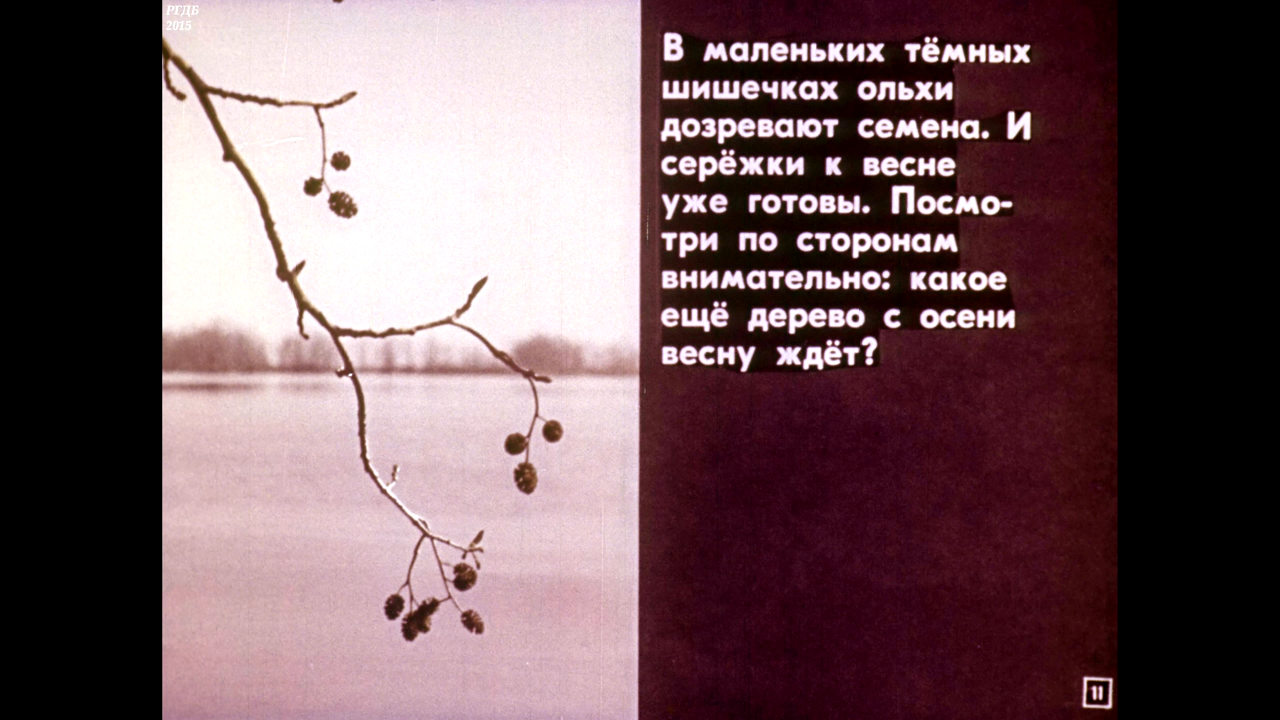 РГДБ
2015
В маленьких тёмных
шишечках ольхи
дозревают семена. И
серёжки к весне
уже готовы. Посмо-
три по сторонам
внимательно: какое
ещё дерево с осени
весну ждёт?
11